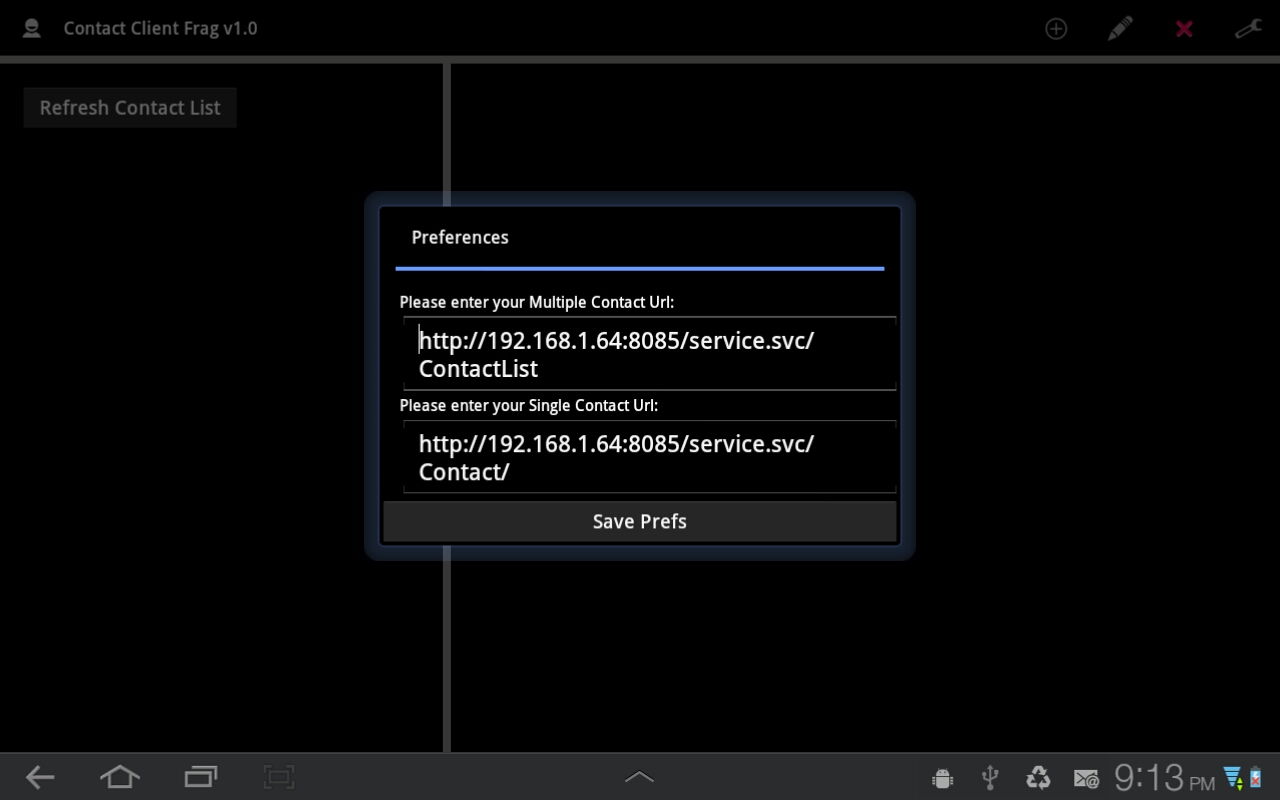 Contact Client Frag v1.0
Refresh Contact List
Preferences
Please enter your Multiple Contact Url:
http://192.168.1.64:8085/service.svc/
ContactList
Please enter your Single Contact Url:
http://192.168.1.64:8085/service.svc/
Contact/
Save Prefs
9:13 PM